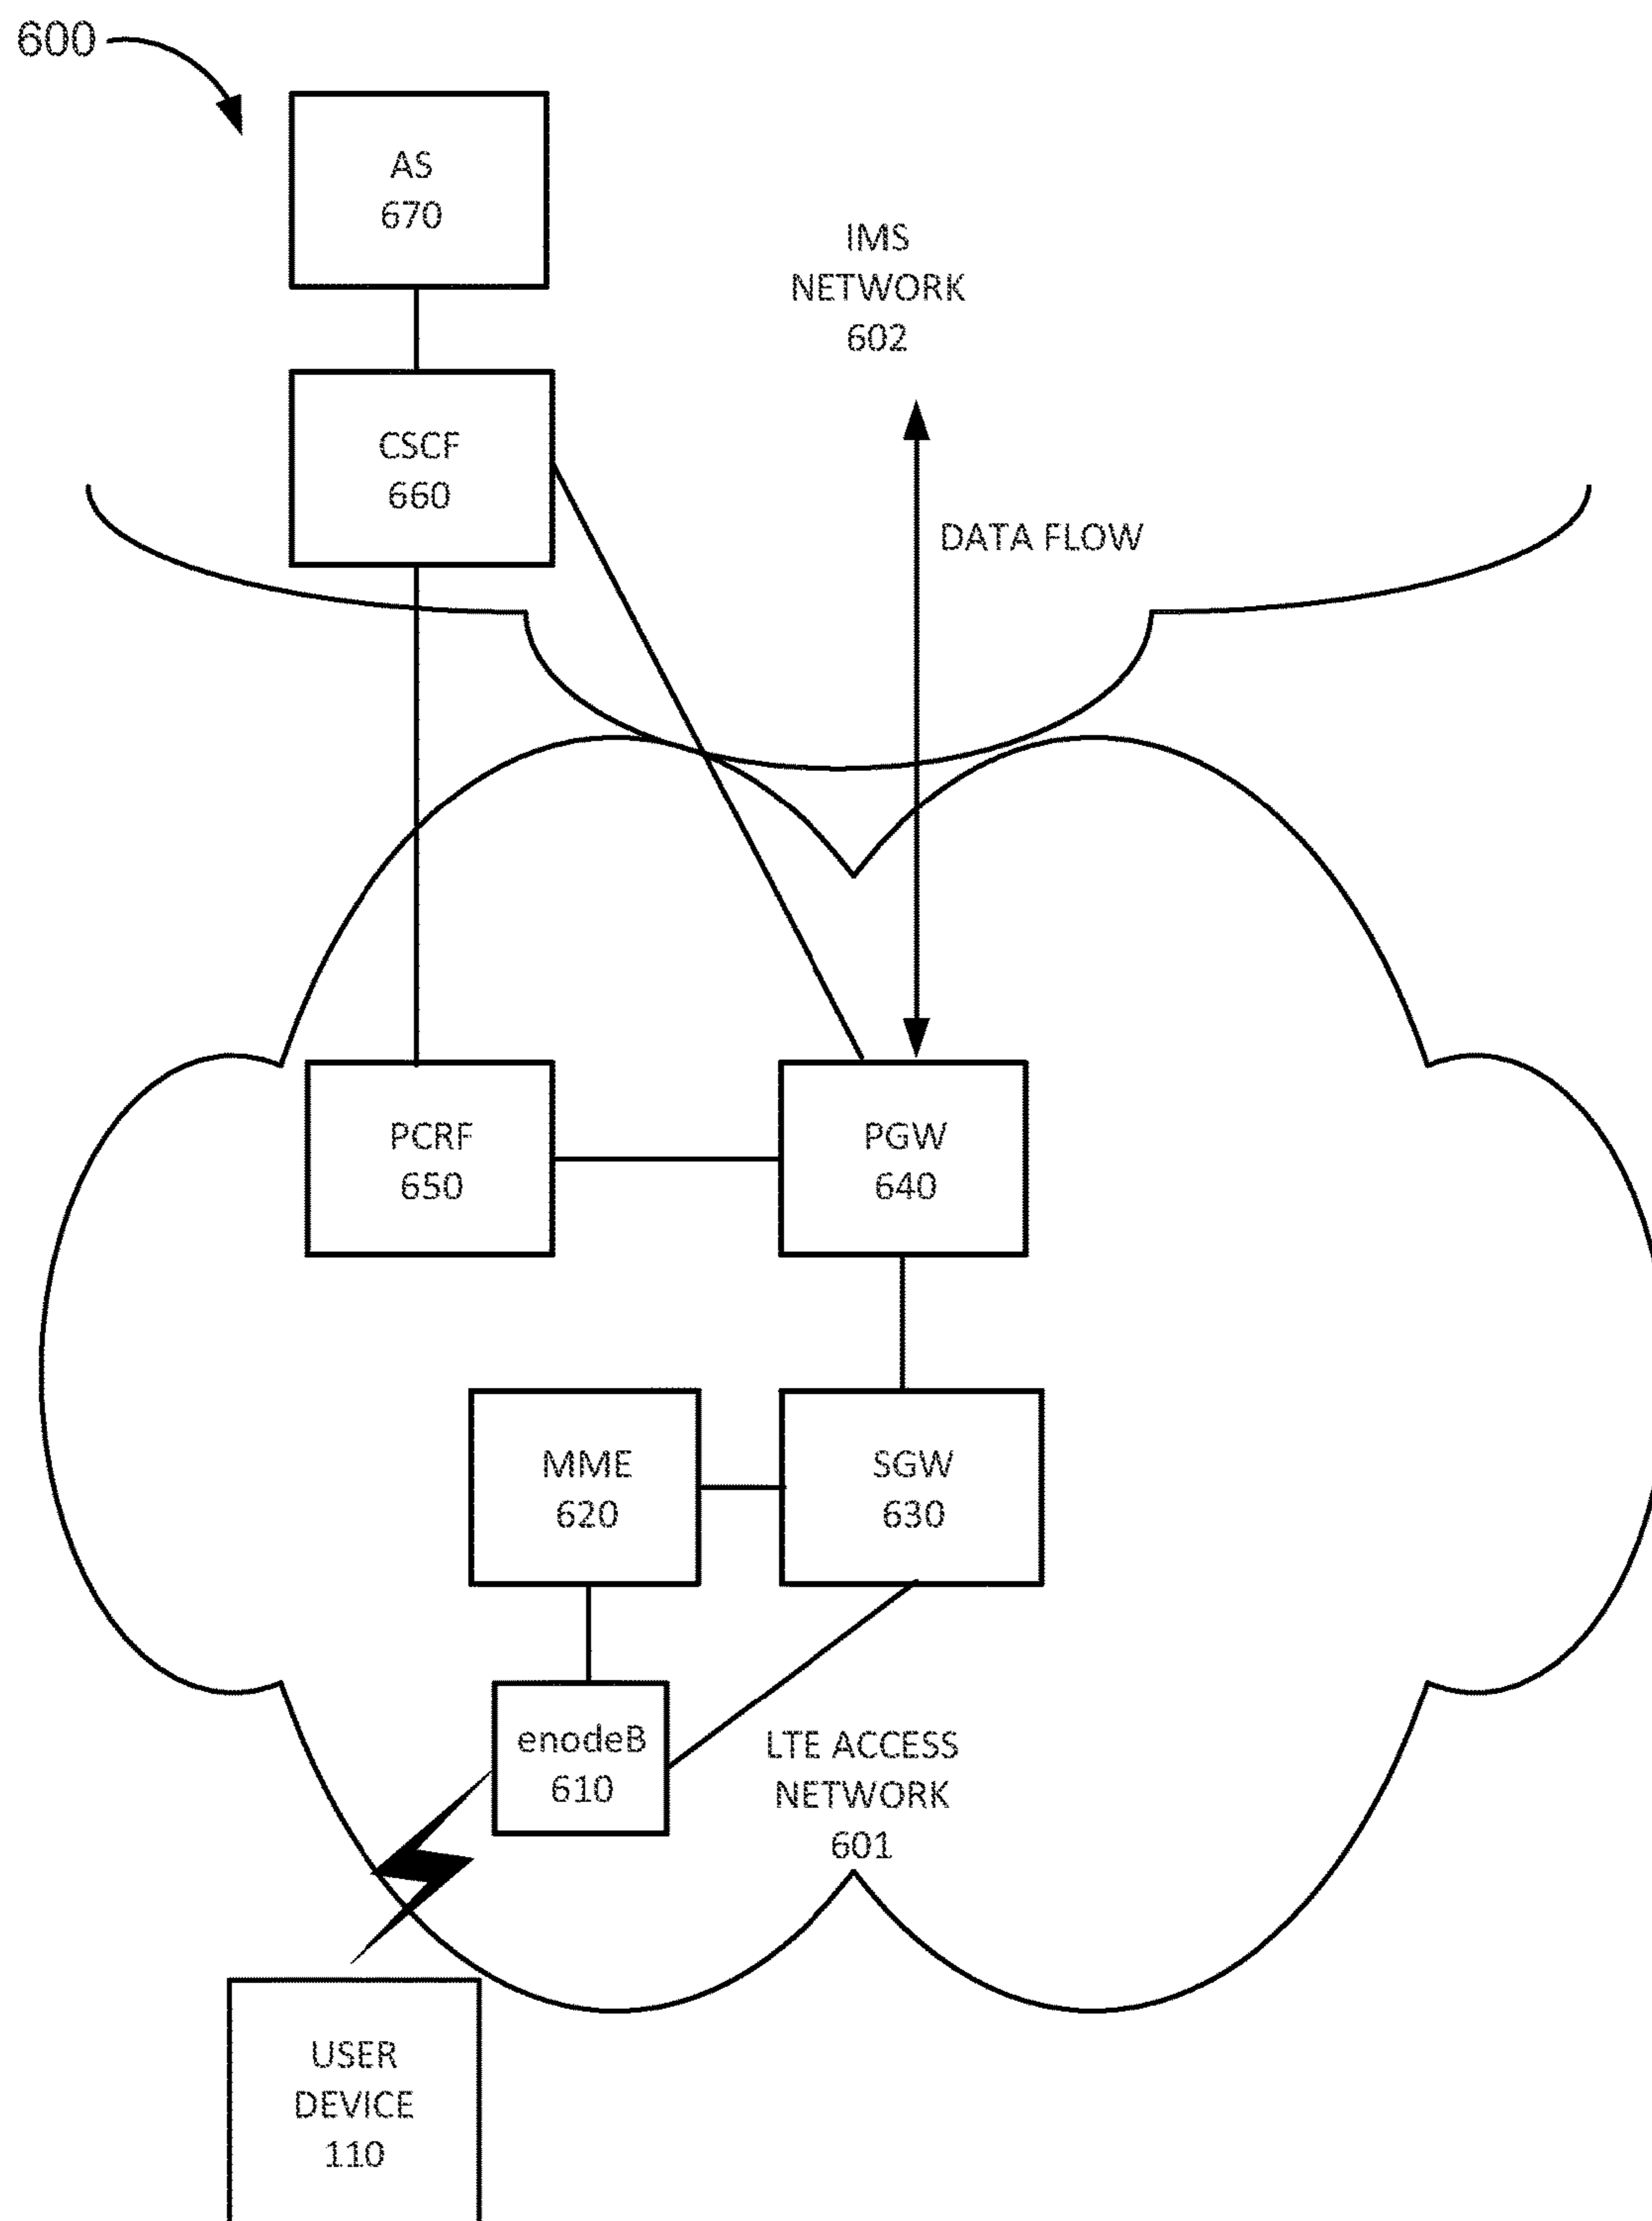 600
AS
670
IMS
NETWORK
602
CSCF
660
DATA FLOW
PCRF
650
PGW
640
MME
620
SGW
630
enodeB
610
LTE ACCESS
NETWORK
601
USER
DEVICE
110